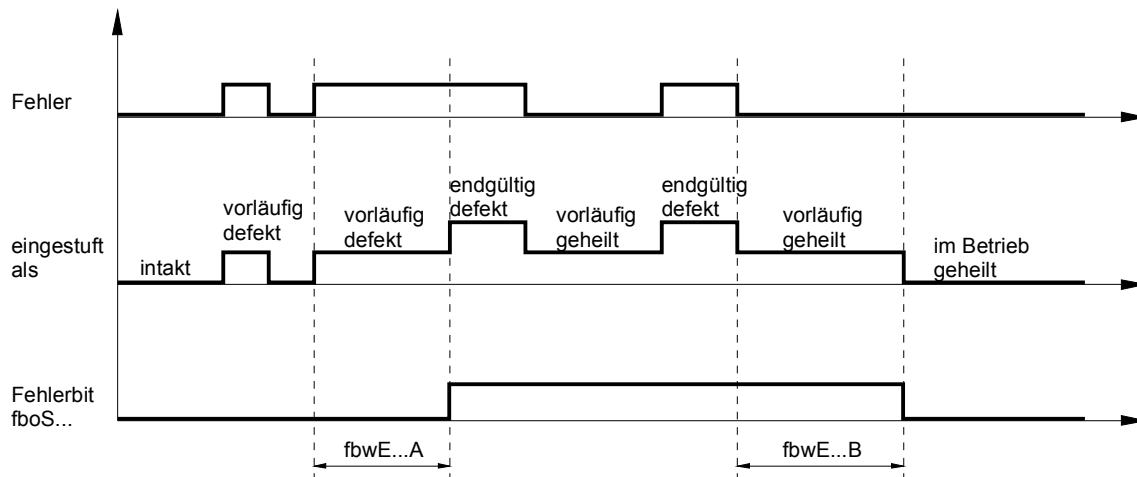 Fehler
eingestuft
als
intakt
vorläufig
defekt
vorläufig
defekt
endgültig
defekt
vorläufig
geheilt
endgültig
defekt
vorläufig
geheilt
im Betrieb
geheilt
Fehlerbit
fboS...
fbwE...A
fbwE...B